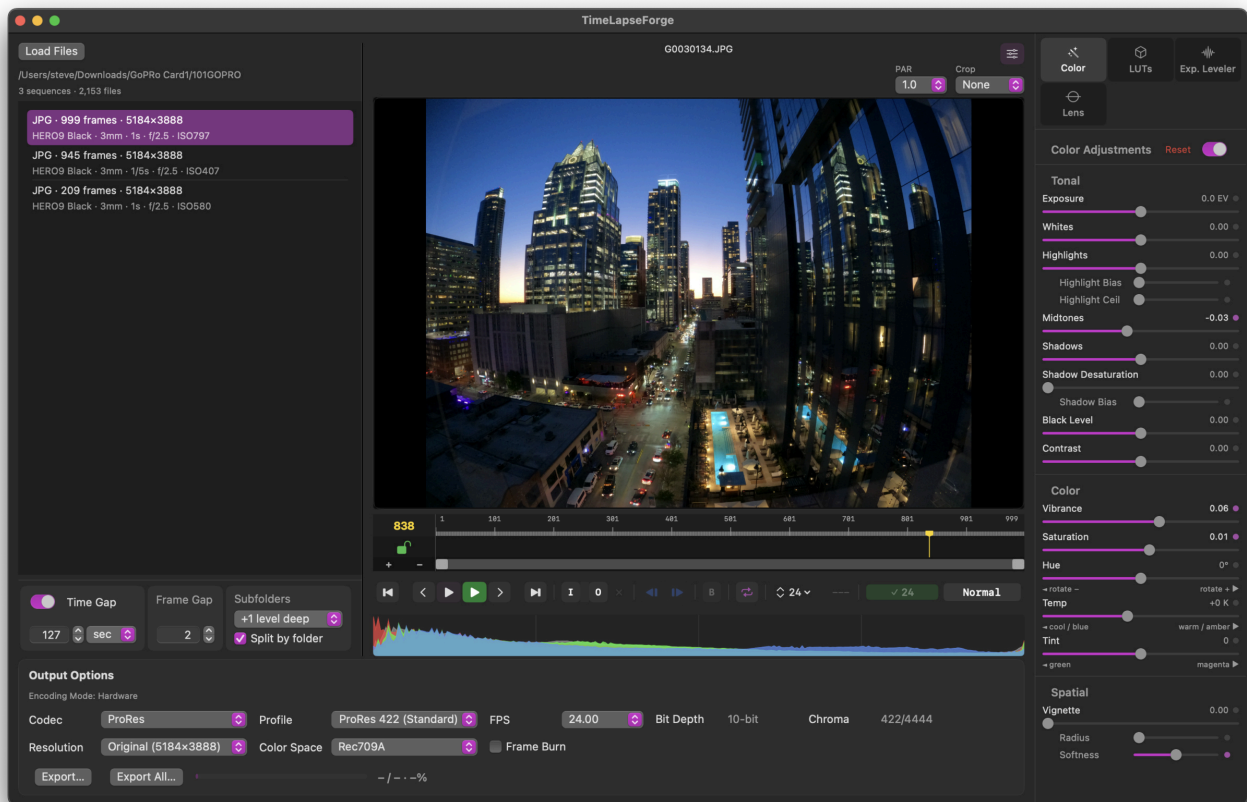 TimeLapseForge
Load Files
/Users/steve/Downloads/GoPRo Card1/101GOPRO
3 sequences · 2,153 files
JPG · 999 frames · 5184×3888
HERO9 Black · 3mm · 1s · f/2.5 · ISO797
JPG · 945 frames · 5184×3888
HERO9 Black · 3mm · 1/5s · f/2.5 · ISO407
JPG · 209 frames · 5184×3888
HERO9 Black · 3mm · 1s · f/2.5 · ISO580
Time Gap
127 sec
Frame Gap
2
Subfolders
+1 level deep
Split by folder
G0030134.JPG
PAR
1.0
Crop
None
838
1 101 201 301 401 501 601 701 801 901 999
+ −
I O × B 24 --- ✓ 24 Normal
Output Options
Encoding Mode: Hardware
Codec ProRes Profile ProRes 422 (Standard) FPS 24.00 Bit Depth 10-bit Chroma 422/4444
Resolution Original (5184×3888) Color Space Rec709A Frame Burn
Export... Export All... – / – · –%
Color
LUTs
Exp. Leveler
Lens
Color Adjustments Reset
Tonal
Exposure 0.0 EV
Whites 0.00
Highlights 0.00
Highlight Bias
Highlight Ceil
Midtones -0.03
Shadows 0.00
Shadow Desaturation 0.00
Shadow Bias
Black Level 0.00
Contrast 0.00
Color
Vibrance 0.06
Saturation 0.01
Hue 0°
◂ rotate − rotate + ▶
Temp +0 K
◂ cool / blue warm / amber ▶
Tint 0
◂ green magenta ▶
Spatial
Vignette 0.00
Radius
Softness